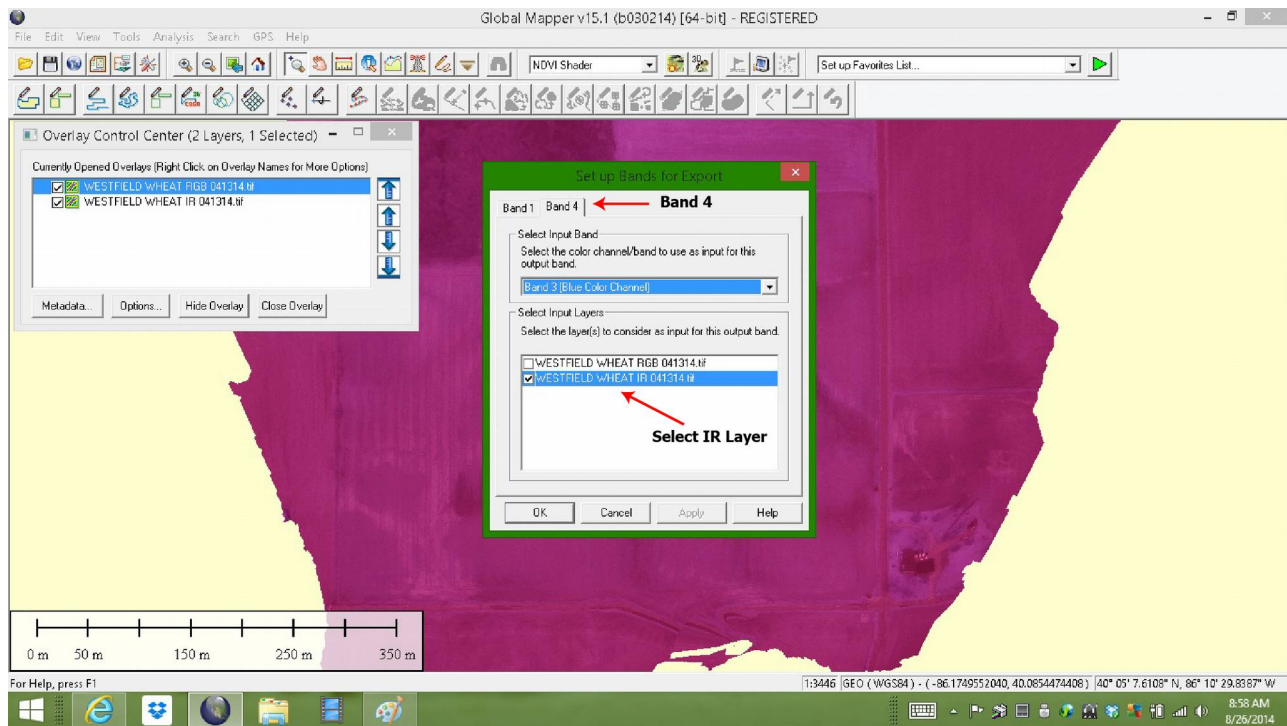 Global Mapper v15.1 (b030214) [64-bit] - REGISTERED
File Edit View Tools Analysis Search GPS Help
NDVI Shader
Set up Favorites List...
Overlay Control Center (2 Layers, 1 Selected)
Currently Opened Overlays (Right Click on Overlay Names for More Options)
WESTFIELD WHEAT RGB 041314.tif
WESTFIELD WHEAT IR 041314.tif
Metadata... Options... Hide Overlay Close Overlay
Set up Bands for Export
Band 1 Band 4
Band 4
Select Input Band
Select the color channel/band to use as input for this
output band.
Band 3 (Blue Color Channel)
Select Input Layers
Select the layer(s) to consider as input for this output band.
WESTFIELD WHEAT RGB 041314.tif
WESTFIELD WHEAT IR 041314.tif
Select IR Layer
OK Cancel Apply Help
0 m 50 m 150 m 250 m 350 m
For Help, press F1
1:3446 GEO ( WGS84 ) - ( -86.1749552040, 40.0854474408 ) 40° 05' 7.6108" N, 86° 10' 29.8387" W
8:58 AM
8/26/2014